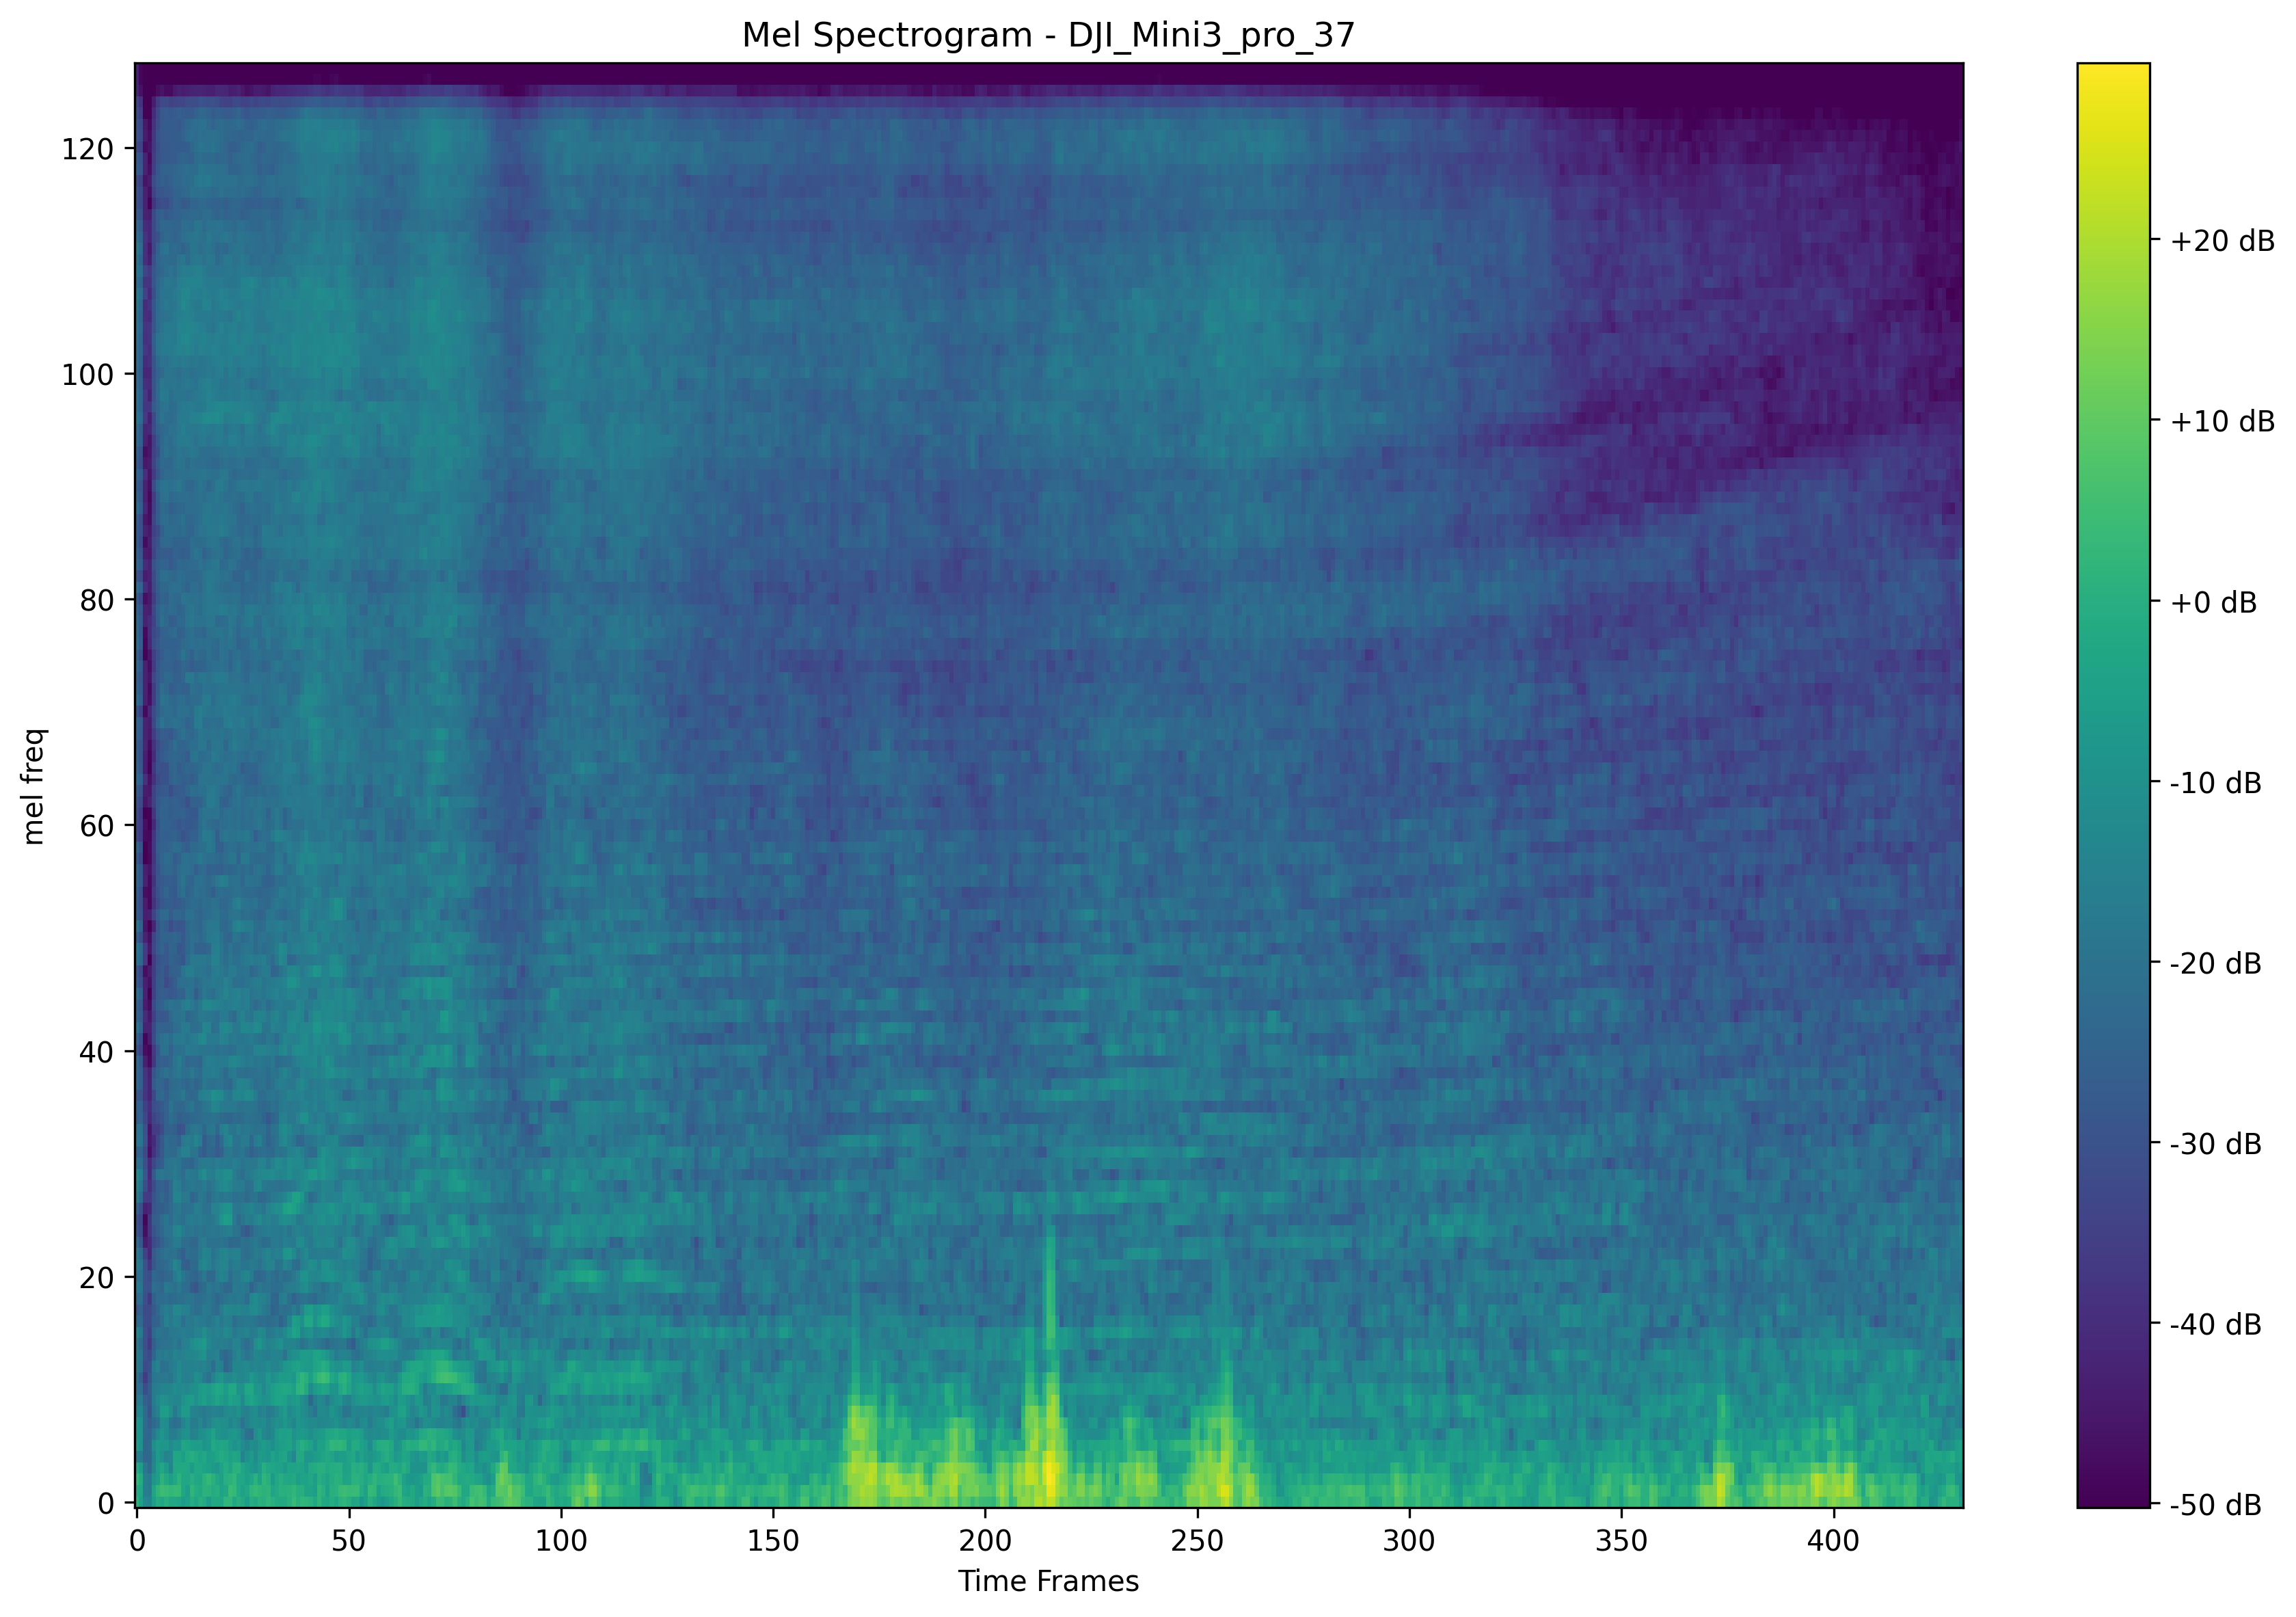 Mel Spectrogram - DJI_Mini3_pro_37
mel freq
120
100
80
60
40
20
0
0 50 100 150 200 250 300 350 400
Time Frames
+20 dB
+10 dB
+0 dB
-10 dB
-20 dB
-30 dB
-40 dB
-50 dB